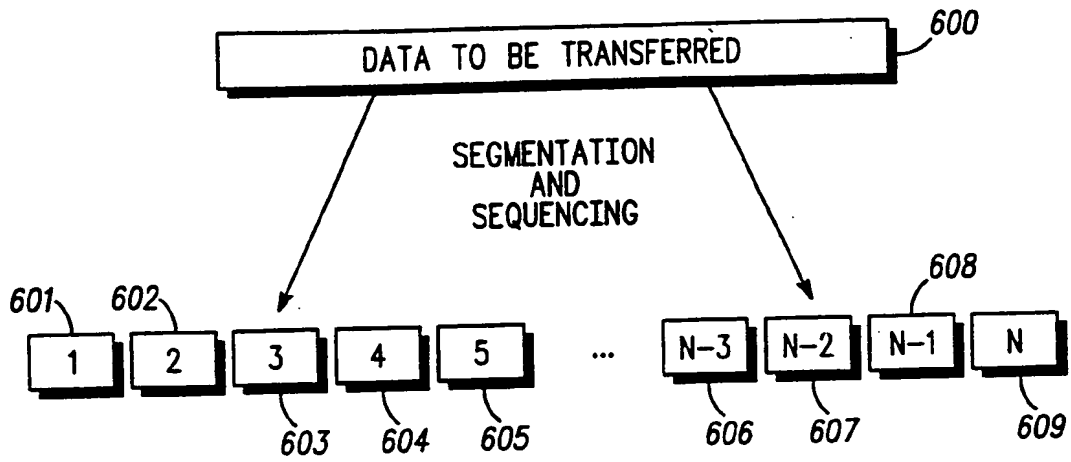 600
DATA TO BE TRANSFERRED
SEGMENTATION
AND
SEQUENCING
601 602 608
1 2 3 4 5 ... N-3 N-2 N-1 N
603 604 605 606 607 609